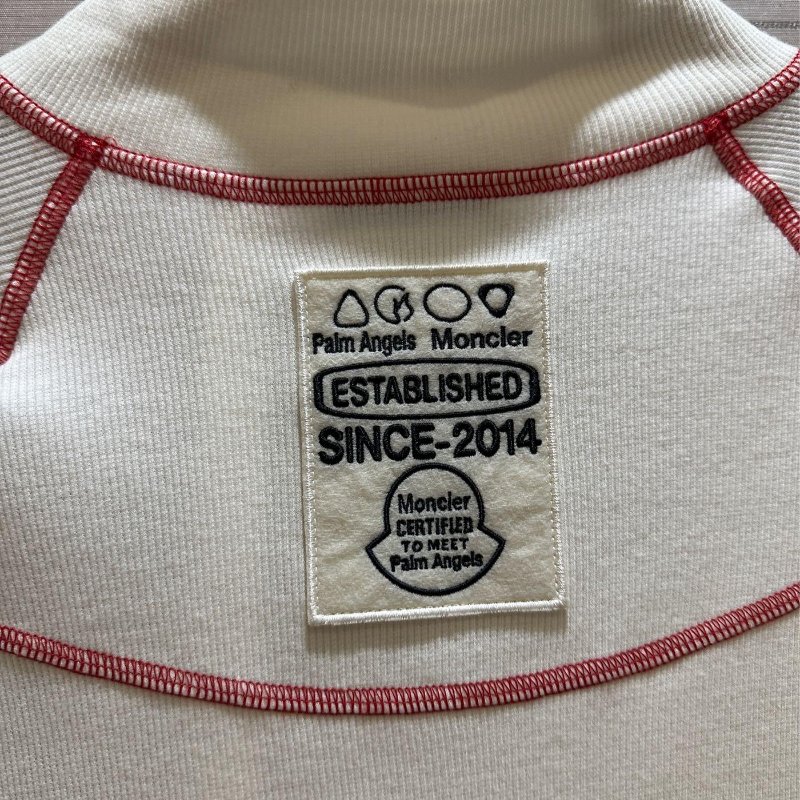 Palm Angels Moncler
ESTABLISHED
SINCE-2014
Moncler
CERTIFIED
TO MEET
Palm Angels